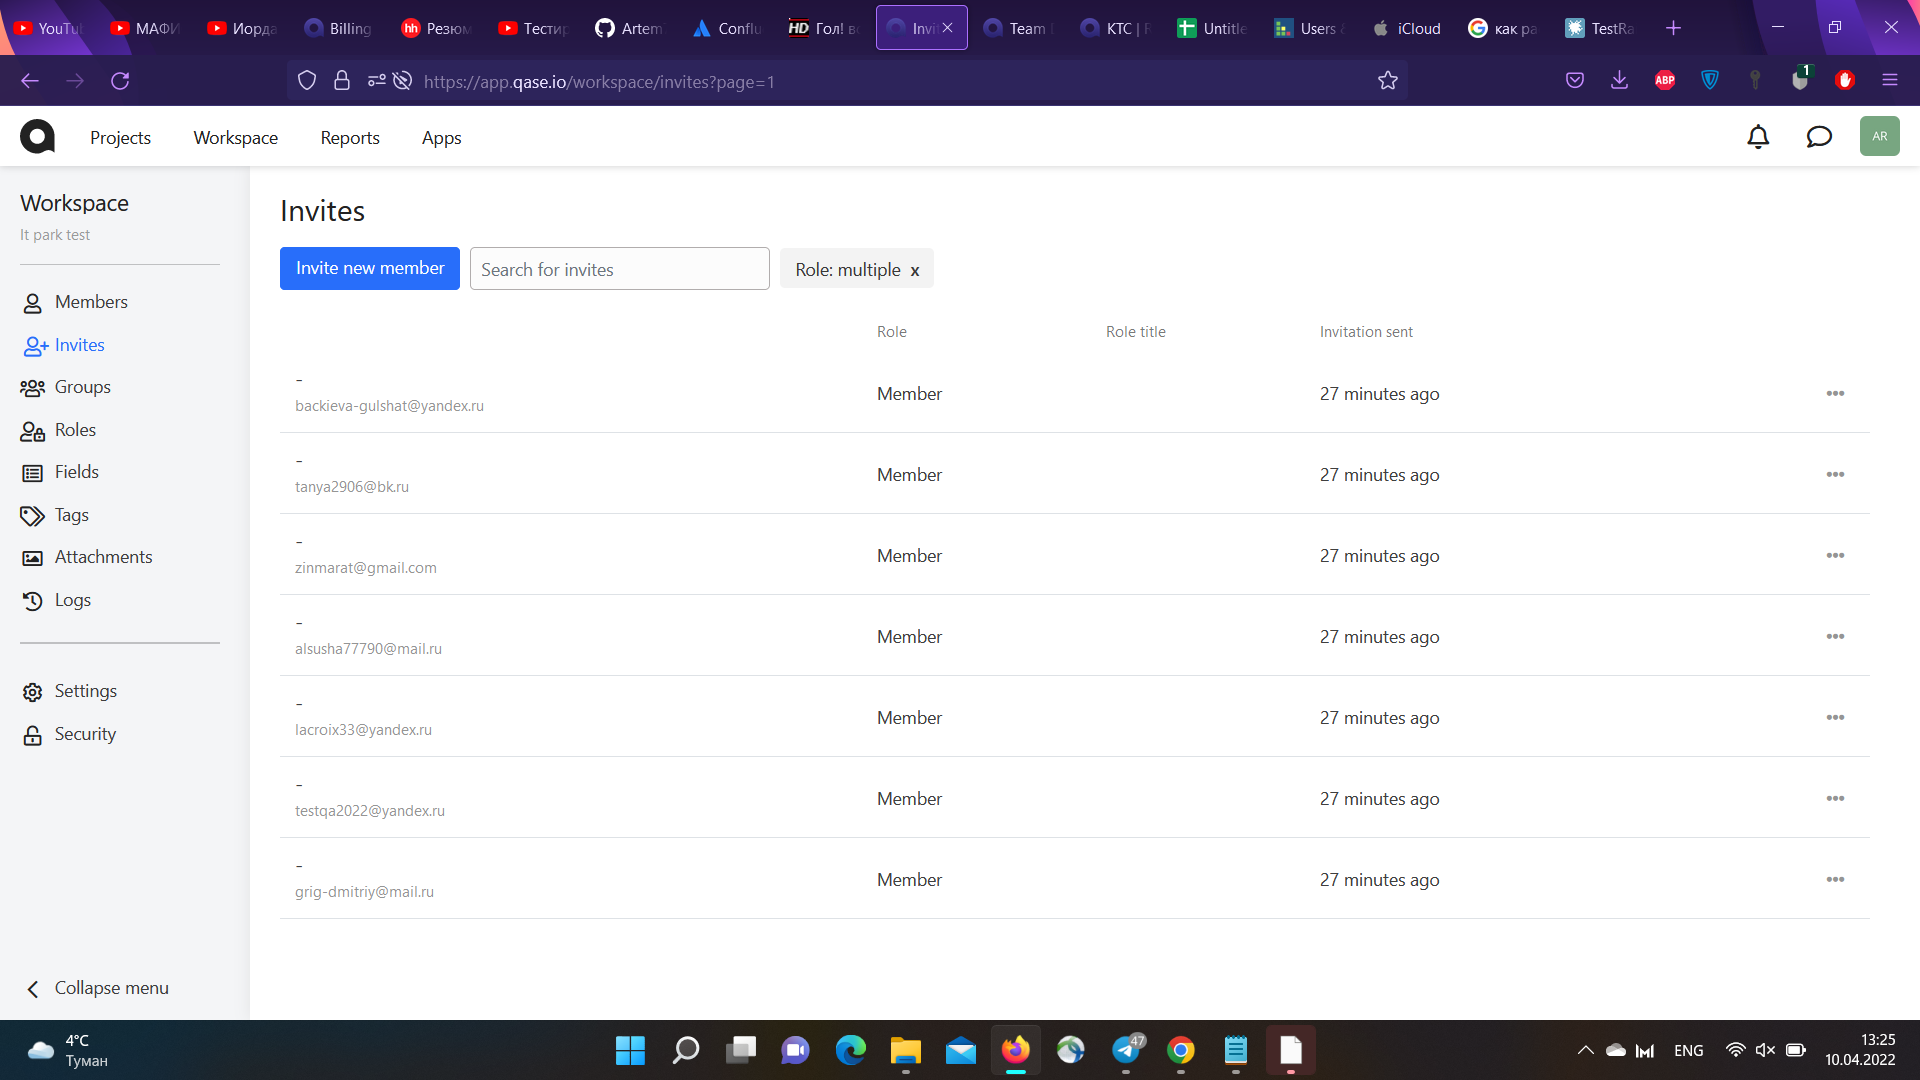 YouTu
МАФИ
Иорда
Billing
Резюм
Тестир
Artem
Conflu
Гол! в
Invit
Team
КТС | F
Untitle
Users
iCloud
как ра
TestRa
https://app.qase.io/workspace/invites?page=1
ABP
1
Projects
Workspace
Reports
Apps
AR
Workspace
It park test
Members
Invites
Groups
Roles
Fields
Tags
Attachments
Logs
Settings
Security
Collapse menu
Invites
Invite new member
Search for invites
Role: multiple x
Role
Role title
Invitation sent
-
backieva-gulshat@yandex.ru
Member
27 minutes ago
-
tanya2906@bk.ru
Member
27 minutes ago
-
zinmarat@gmail.com
Member
27 minutes ago
-
alsusha77790@mail.ru
Member
27 minutes ago
-
lacroix33@yandex.ru
Member
27 minutes ago
-
testqa2022@yandex.ru
Member
27 minutes ago
-
grig-dmitriy@mail.ru
Member
27 minutes ago
4°C
Туман
47
ENG
13:25
10.04.2022